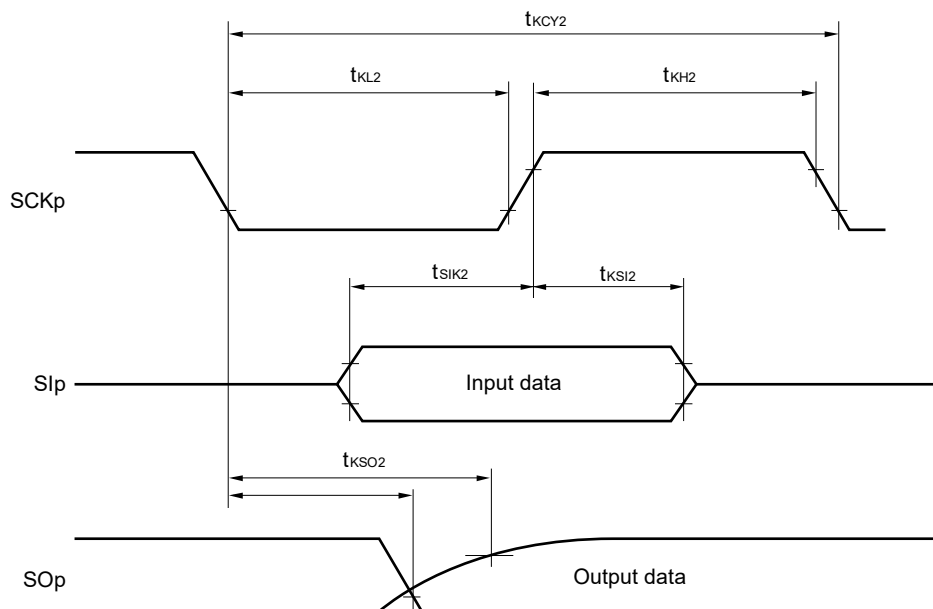 tKCY2
tKL2
tKH2
SCKp
tSIK2
tKSI2
SIp
Input data
tKSO2
SOp
Output data